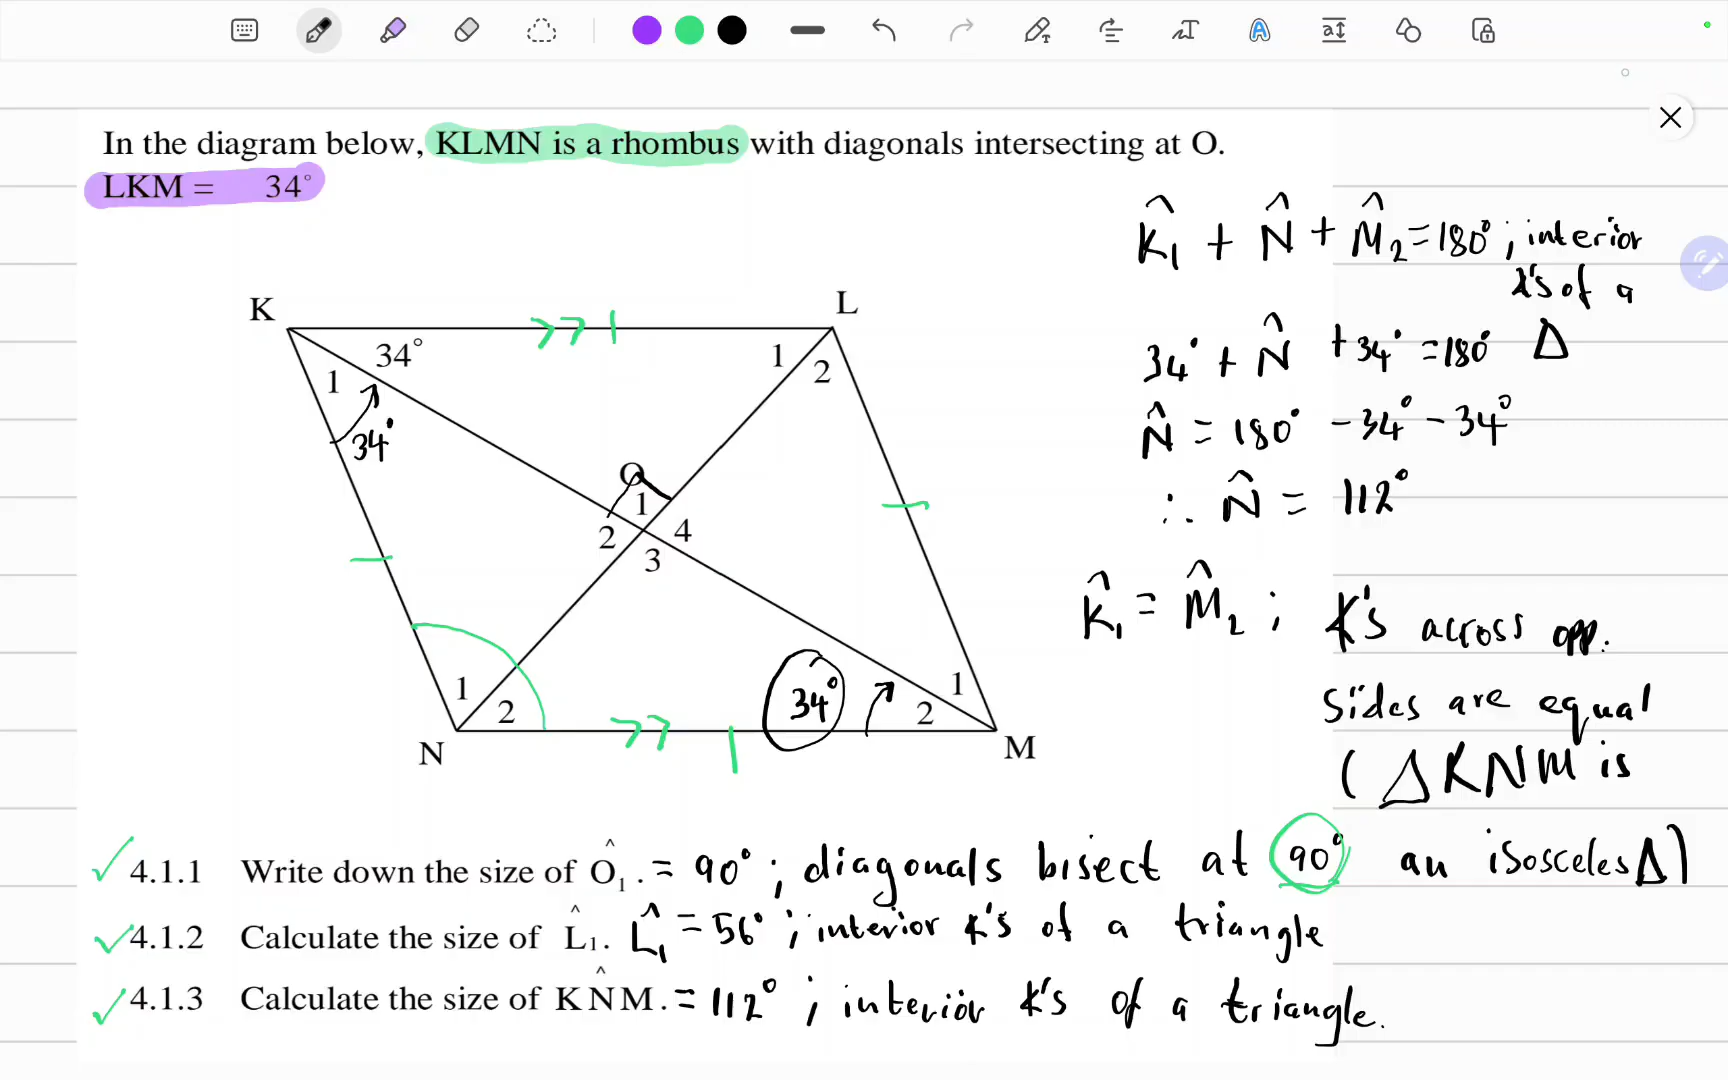 In the diagram below, KLMN is a rhombus with diagonals intersecting at O.
LKM = 34°
K̂₁ + N̂ + M̂₂ = 180° ; interior
∡'s of a
34° + N̂ + 34° = 180° Δ
N̂ = 180° - 34° - 34°
∴ N̂ = 112°
K̂₁ = M̂₂ ; ∡'s across opp.
sides are equal
( Δ KNM is
an isosceles Δ)
K
L
34°
1
1
2
34°
O
1
2
4
3
1
2
34°
1
2
N
M
4.1.1 Write down the size of Ô₁. = 90° ; diagonals bisect at 90°
4.1.2 Calculate the size of L̂₁. L̂₁ = 56° ; interior ∡'s of a triangle
4.1.3 Calculate the size of KN̂M. = 112° ; interior ∡'s of a triangle.